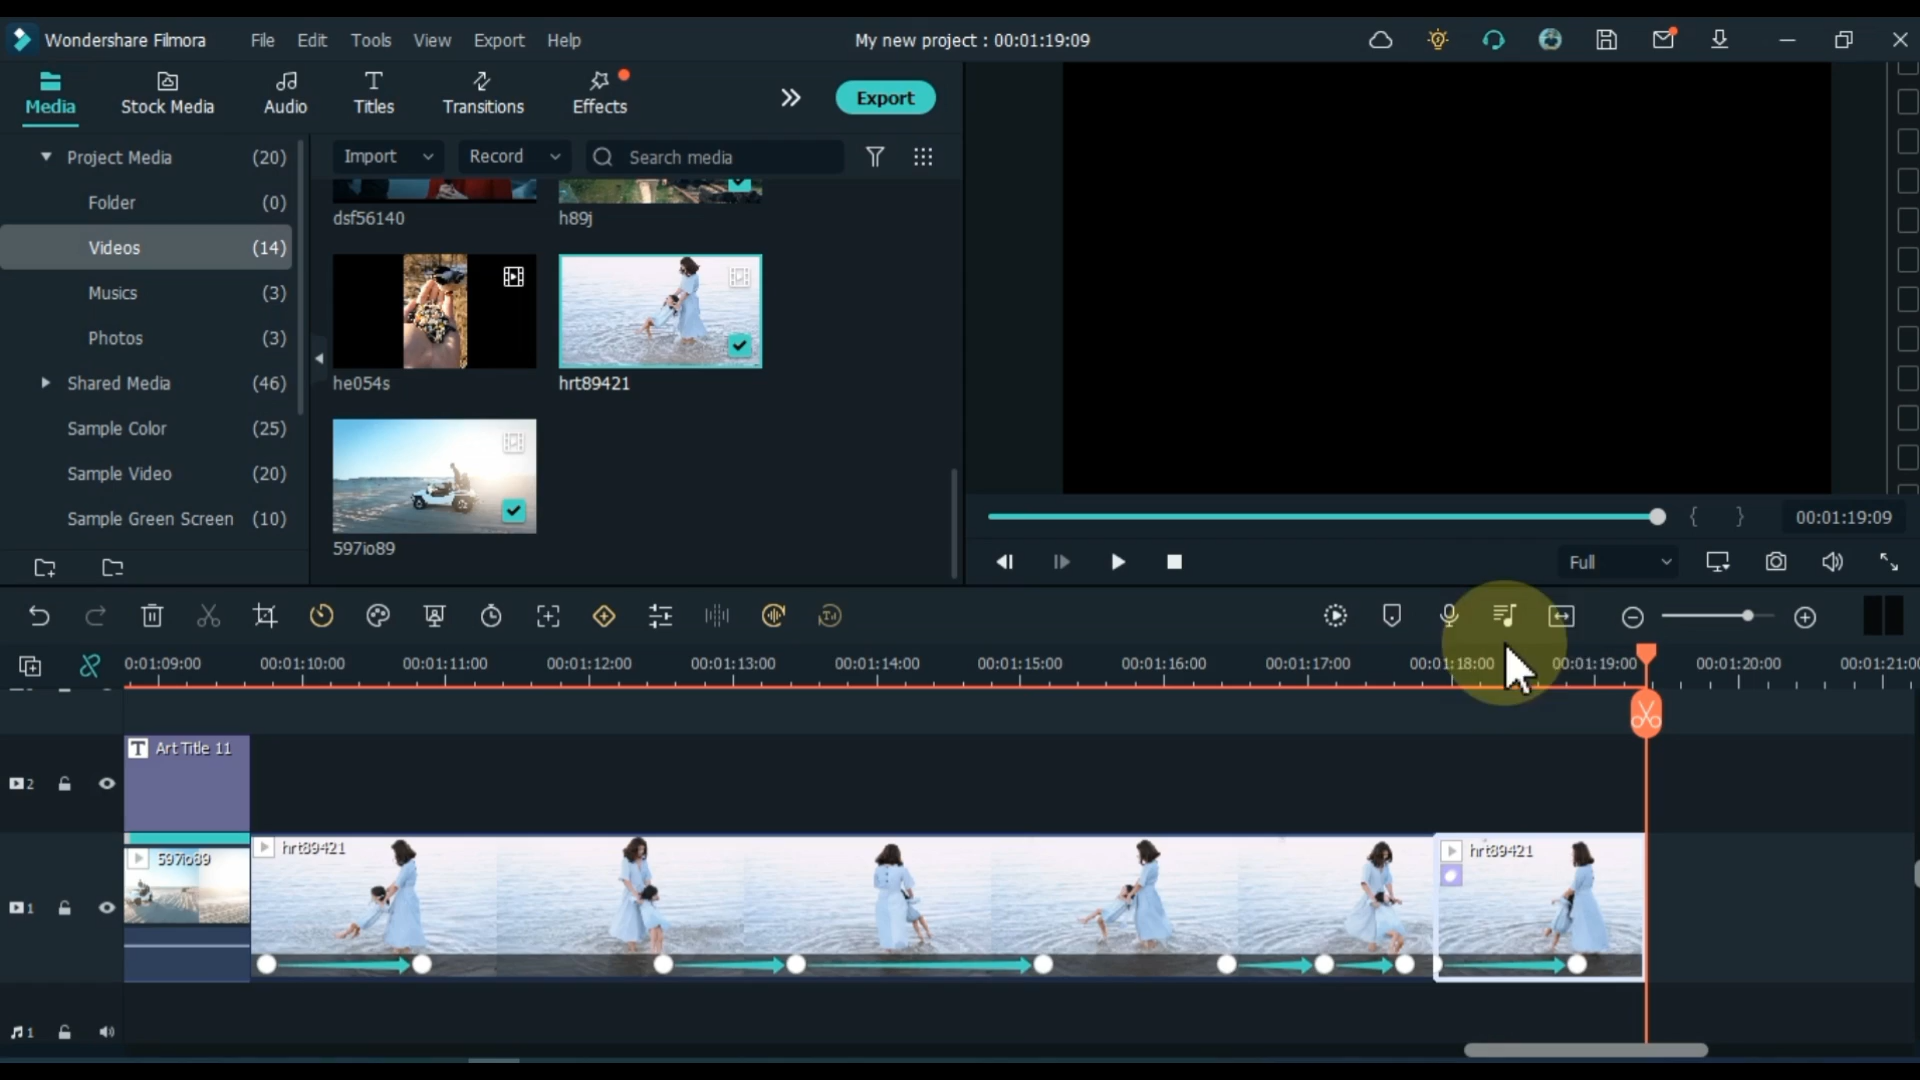 Wondershare Filmora File Edit Tools View Export Help My new project : 00:01:19:09
Media Stock Media Audio Titles Transitions Effects Export
Project Media (20)
Folder (0)
Videos (14)
Musics (3)
Photos (3)
Shared Media (46)
Sample Color (25)
Sample Video (20)
Sample Green Screen (10)
Import Record Search media
dsf56140 h89j
he054s hrt89421
597io89
{ } 00:01:19:09
Full
0:01:09:00 00:01:10:00 00:01:11:00 00:01:12:00 00:01:13:00 00:01:14:00 00:01:15:00 00:01:16:00 00:01:17:00 00:01:18:00 00:01:19:00 00:01:20:00 00:01:21:00
T Art Title 11
2
597io89 hrt89421 hrt89421
1
1